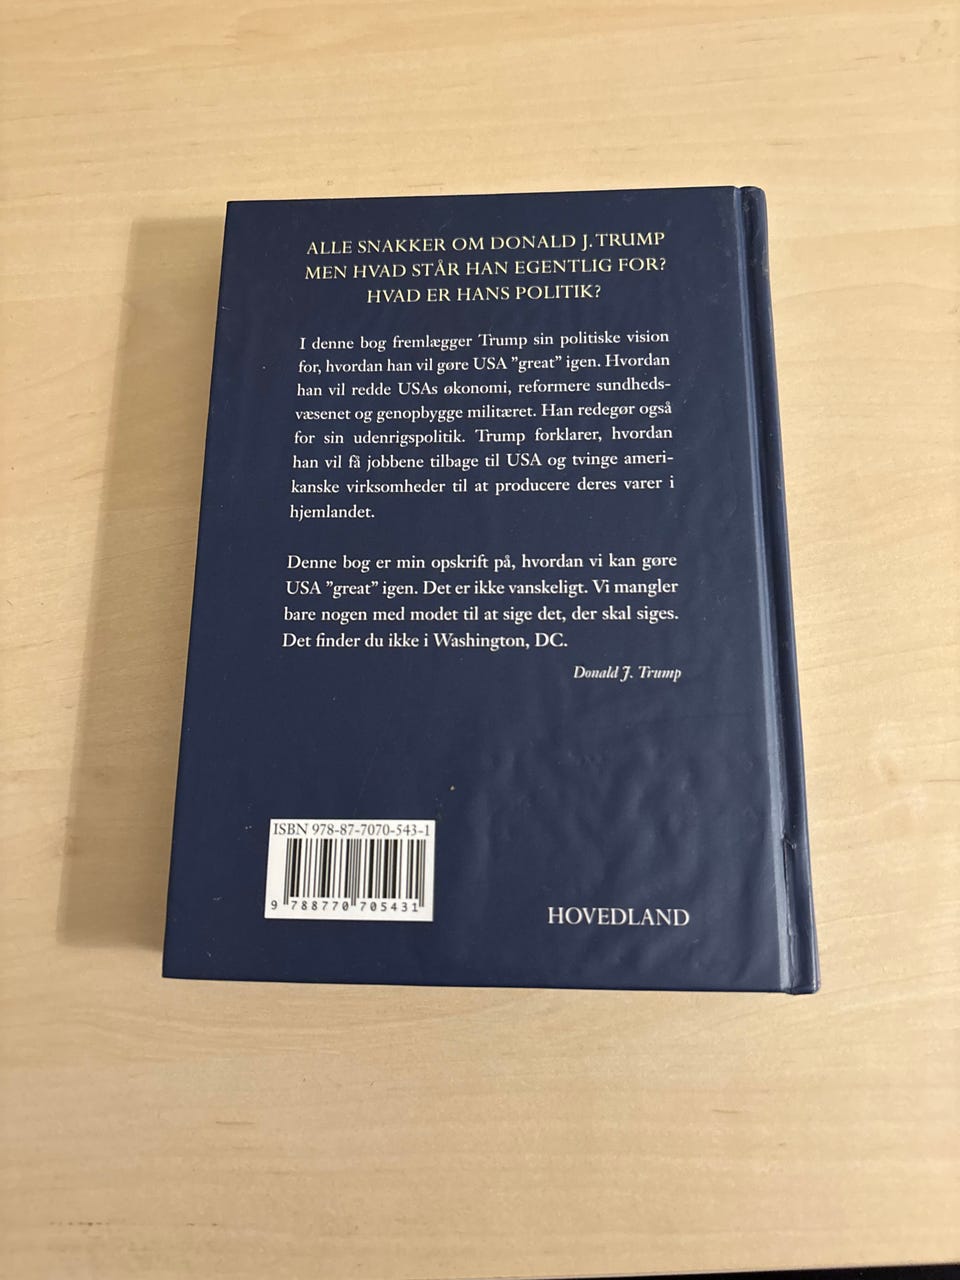 ALLE SNAKKER OM DONALD J. TRUMP
MEN HVAD STÅR HAN EGENTLIG FOR?
HVAD ER HANS POLITIK?
I denne bog fremlægger Trump sin politiske vision
for, hvordan han vil gøre USA ”great” igen. Hvordan
han vil redde USAs økonomi, reformere sundheds-
væsenet og genopbygge militæret. Han redegør også
for sin udenrigspolitik. Trump forklarer, hvordan
han vil få jobbene tilbage til USA og tvinge ameri-
kanske virksomheder til at producere deres varer i
hjemlandet.
Denne bog er min opskrift på, hvordan vi kan gøre
USA ”great” igen. Det er ikke vanskeligt. Vi mangler
bare nogen med modet til at sige det, der skal siges.
Det finder du ikke i Washington, DC.
Donald J. Trump
ISBN 978-87-7070-543-1
9 788770 705431
HOVEDLAND